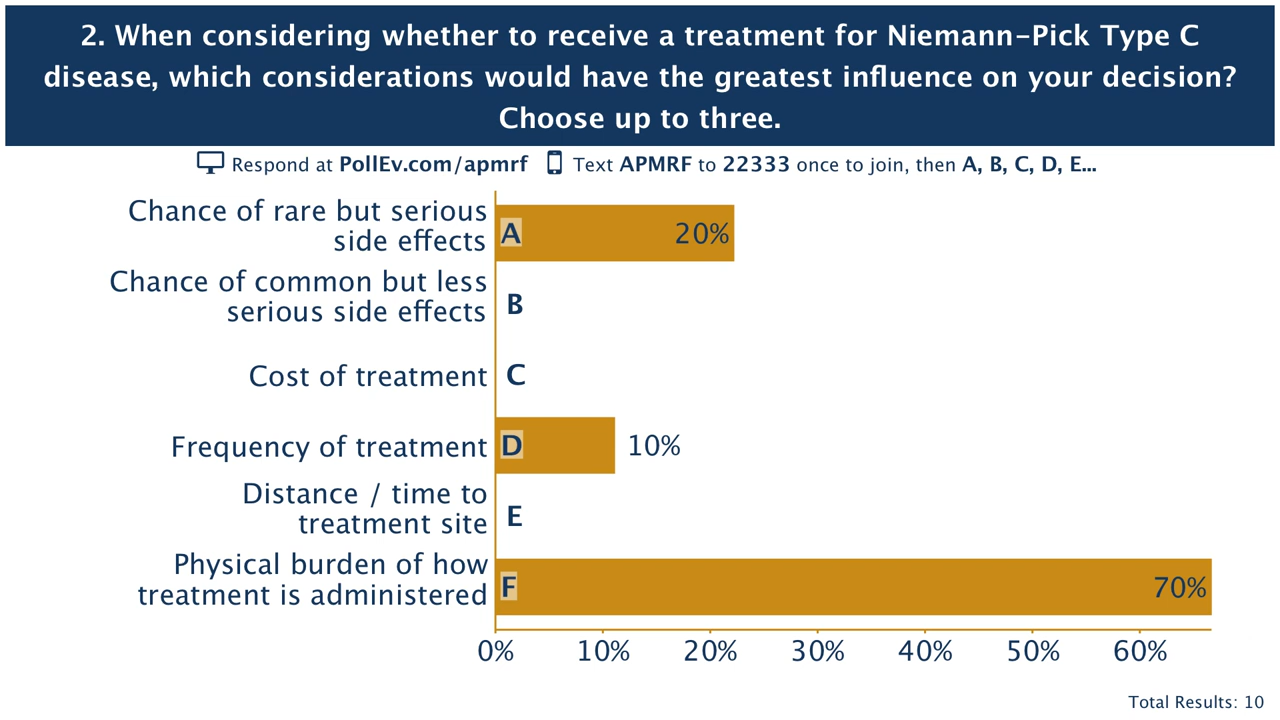 2. When considering whether to receive a treatment for Niemann-Pick Type C
disease, which considerations would have the greatest influence on your decision?
Choose up to three.
Respond at PollEv.com/apmrf Text APMRF to 22333 once to join, then A, B, C, D, E...
Chance of rare but serious
side effects
A
20%
Chance of common but less
serious side effects
B
Cost of treatment
C
Frequency of treatment
D
10%
Distance / time to
treatment site
E
Physical burden of how
treatment is administered
F
70%
0% 10% 20% 30% 40% 50% 60%
Total Results: 10